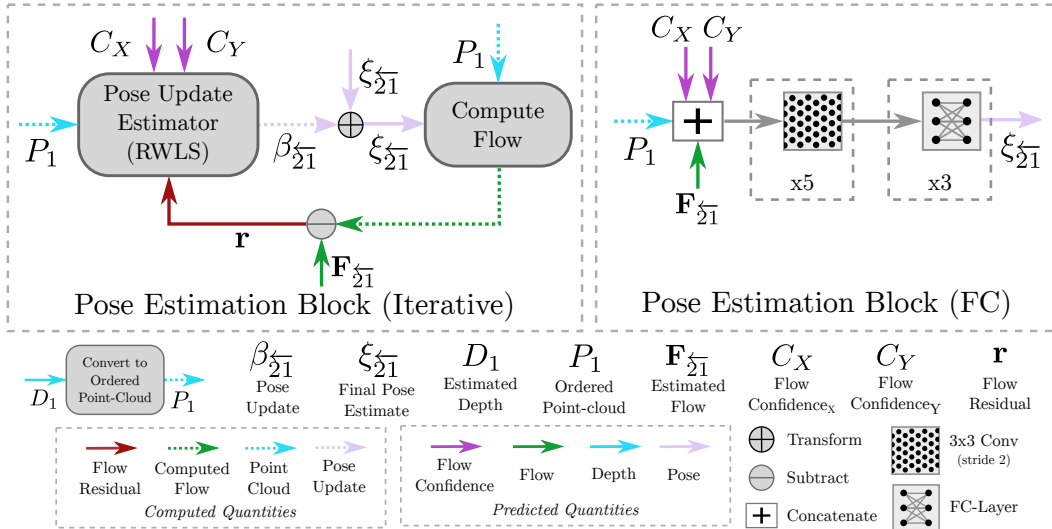 C_X C_Y
P_1
Pose Update
Estimator
(RWLS)
P_1
β_{\overleftarrow{21}}
ξ_{\overleftarrow{21}}
ξ_{\overleftarrow{21}}
Compute
Flow
r
F_{\overleftarrow{21}}
Pose Estimation Block (Iterative)
C_X C_Y
P_1
F_{\overleftarrow{21}}
x5
x3
ξ_{\overleftarrow{21}}
Pose Estimation Block (FC)
D_1
Convert to
Ordered
Point-Cloud
P_1
β_{\overleftarrow{21}}
Pose
Update
ξ_{\overleftarrow{21}}
Final Pose
Estimate
D_1
Estimated
Depth
P_1
Ordered
Point-cloud
F_{\overleftarrow{21}}
Estimated
Flow
C_X
Flow
Confidence_X
C_Y
Flow
Confidence_Y
r
Flow
Residual
Flow
Residual
Computed
Flow
Point
Cloud
Pose
Update
Computed Quantities
Flow
Confidence
Flow
Depth
Pose
Predicted Quantities
Transform
Subtract
Concatenate
3x3 Conv
(stride 2)
FC-Layer